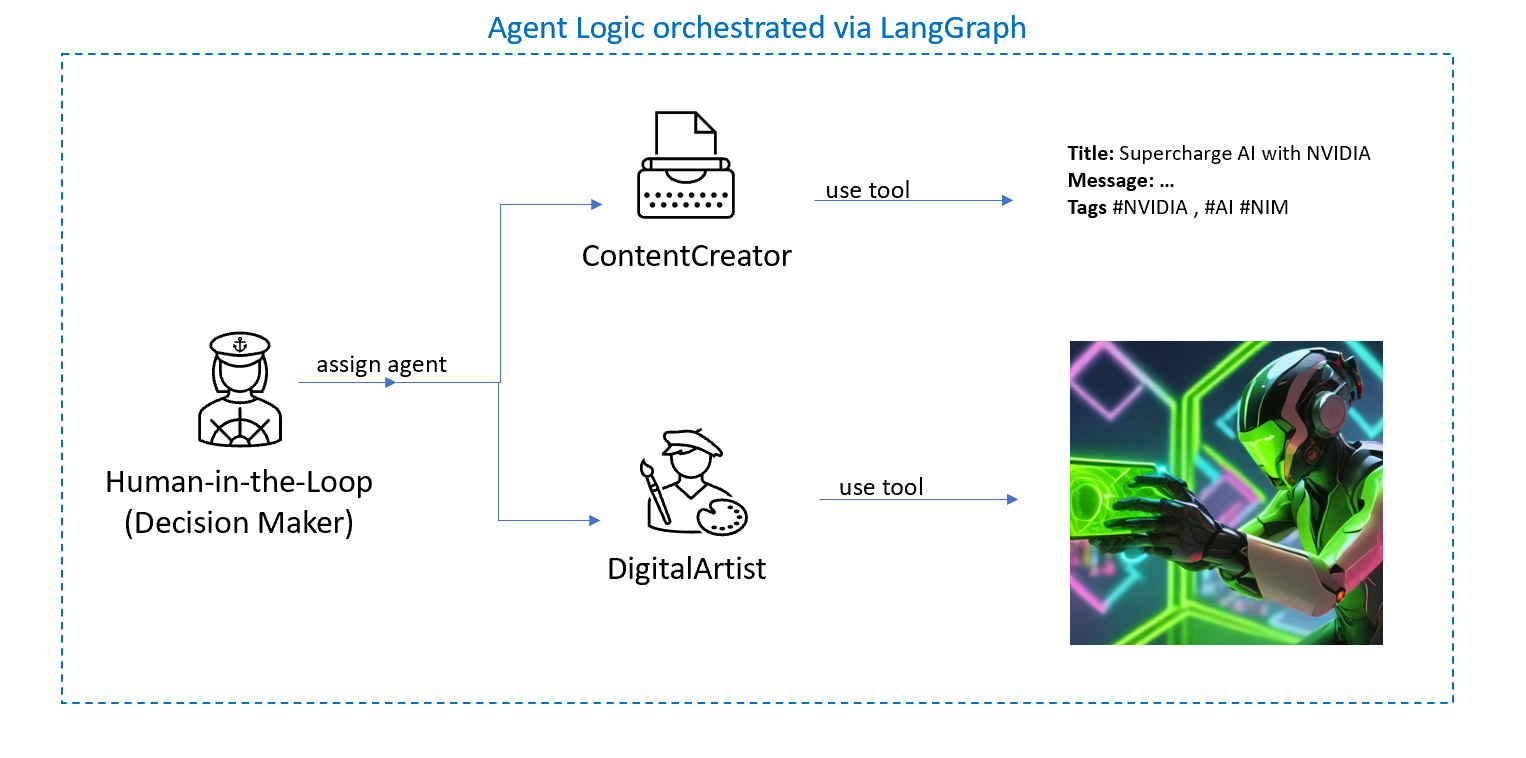 Agent Logic orchestrated via LangGraph
Title: Supercharge AI with NVIDIA
Message: ...
Tags #NVIDIA , #AI #NIM
use tool
ContentCreator
assign agent
Human-in-the-Loop
(Decision Maker)
use tool
DigitalArtist